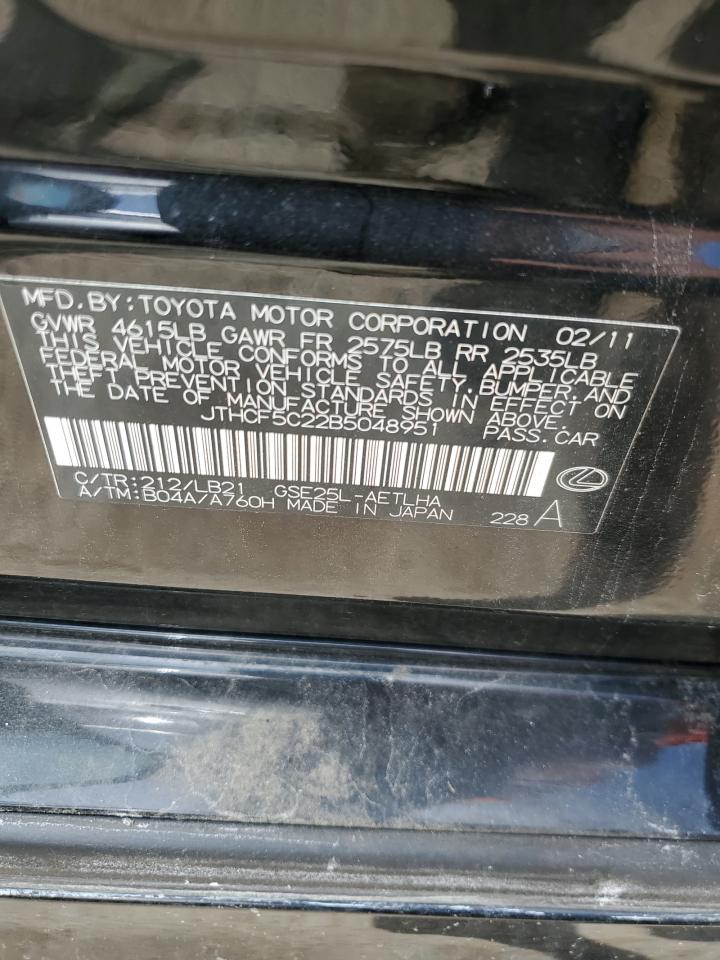 MFD. BY: TOYOTA MOTOR CORPORATION 02/11
GVWR 4615LB GAWR FR 2575LB RR 2535LB
THIS VEHICLE CONFORMS TO ALL APPLICABLE
FEDERAL MOTOR VEHICLE SAFETY, BUMPER, AND
THEFT PREVENTION STANDARDS IN EFFECT ON
THE DATE OF MANUFACTURE SHOWN ABOVE.
JTHCF5C22B5048951 PASS. CAR
C/TR: 212/LB21 GSE25L-AETLHA
A/TM: B04A/A760H MADE IN JAPAN 228 A